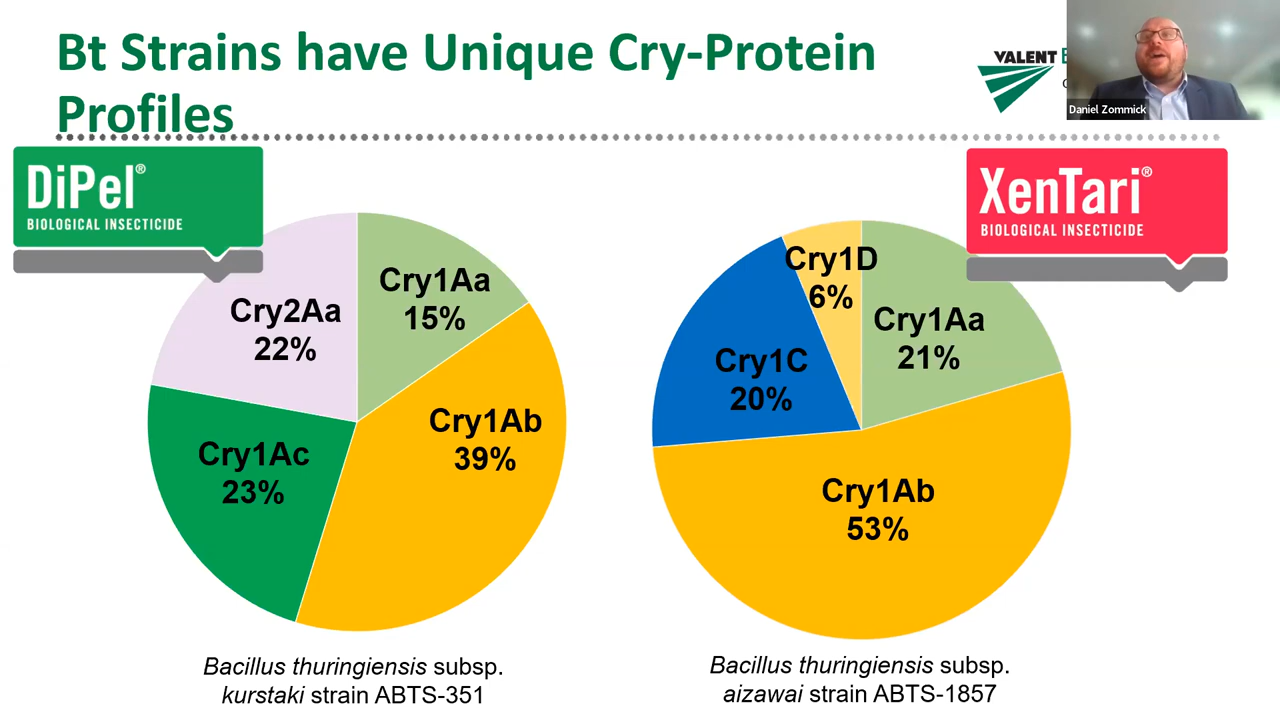 Bt Strains have Unique Cry-Protein
Profiles
VALENT
Daniel Zommick
DiPel®
BIOLOGICAL INSECTICIDE
XenTari®
BIOLOGICAL INSECTICIDE
Cry2Aa
22%
Cry1Aa
15%
Cry1Ab
39%
Cry1Ac
23%
Cry1D
6%
Cry1Aa
21%
Cry1C
20%
Cry1Ab
53%
Bacillus thuringiensis subsp.
kurstaki strain ABTS-351
Bacillus thuringiensis subsp.
aizawai strain ABTS-1857